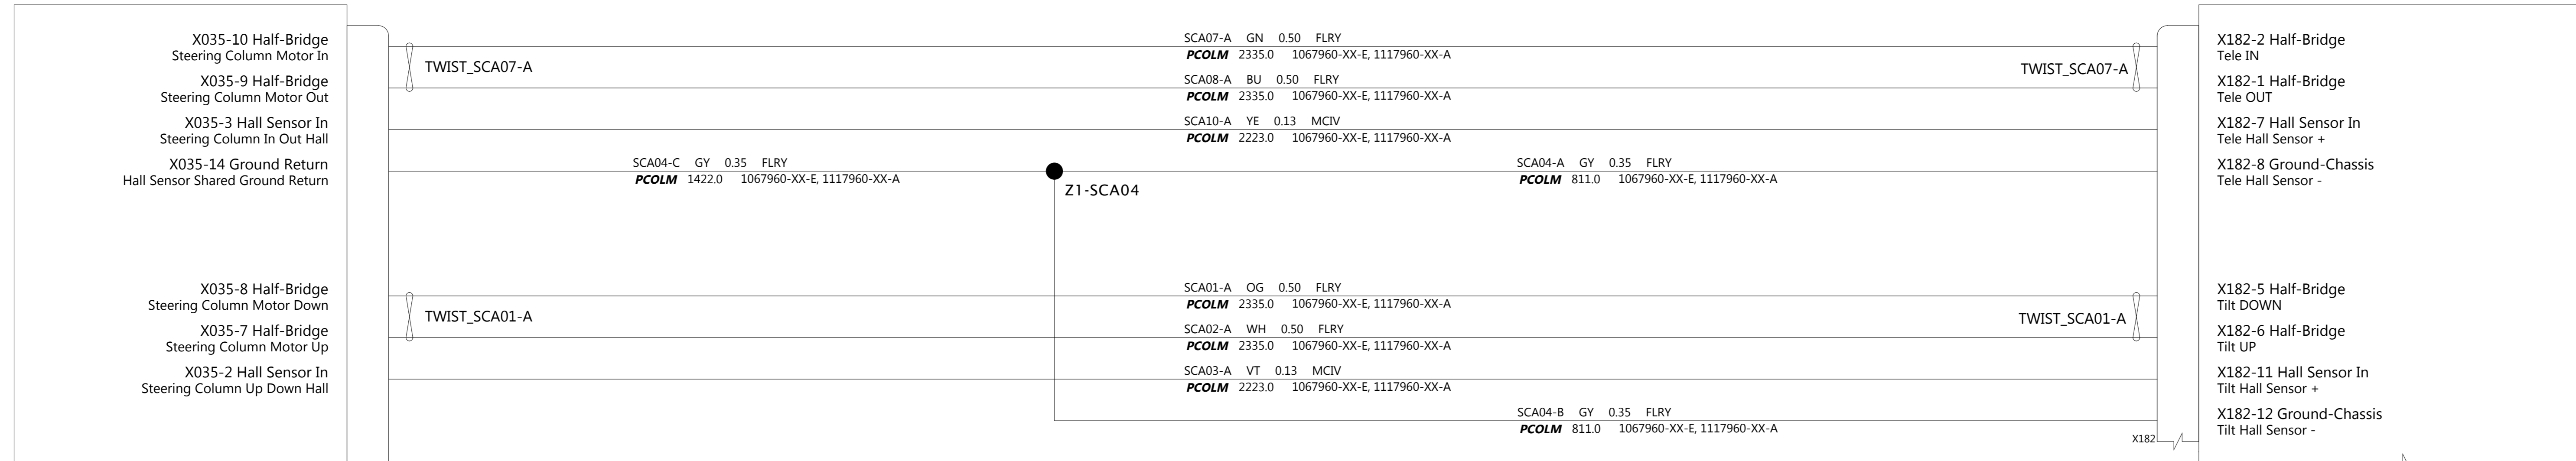 X035-10 Half-Bridge
Steering Column Motor In
X035-9 Half-Bridge
Steering Column Motor Out
X035-3 Hall Sensor In
Steering Column In Out Hall
X035-14 Ground Return
Hall Sensor Shared Ground Return
X035-8 Half-Bridge
Steering Column Motor Down
X035-7 Half-Bridge
Steering Column Motor Up
X035-2 Hall Sensor In
Steering Column Up Down Hall
TWIST_SCA07-A
TWIST_SCA01-A
SCA04-C GY 0.35 FLRY
PCOLM 1422.0 1067960-XX-E, 1117960-XX-A
Z1-SCA04
SCA07-A GN 0.50 FLRY
PCOLM 2335.0 1067960-XX-E, 1117960-XX-A
SCA08-A BU 0.50 FLRY
PCOLM 2335.0 1067960-XX-E, 1117960-XX-A
SCA10-A YE 0.13 MCIV
PCOLM 2223.0 1067960-XX-E, 1117960-XX-A
SCA04-A GY 0.35 FLRY
PCOLM 811.0 1067960-XX-E, 1117960-XX-A
SCA01-A OG 0.50 FLRY
PCOLM 2335.0 1067960-XX-E, 1117960-XX-A
SCA02-A WH 0.50 FLRY
PCOLM 2335.0 1067960-XX-E, 1117960-XX-A
SCA03-A VT 0.13 MCIV
PCOLM 2223.0 1067960-XX-E, 1117960-XX-A
SCA04-B GY 0.35 FLRY
PCOLM 811.0 1067960-XX-E, 1117960-XX-A
TWIST_SCA07-A
TWIST_SCA01-A
X182
X182-2 Half-Bridge
Tele IN
X182-1 Half-Bridge
Tele OUT
X182-7 Hall Sensor In
Tele Hall Sensor +
X182-8 Ground-Chassis
Tele Hall Sensor -
X182-5 Half-Bridge
Tilt DOWN
X182-6 Half-Bridge
Tilt UP
X182-11 Hall Sensor In
Tilt Hall Sensor +
X182-12 Ground-Chassis
Tilt Hall Sensor -